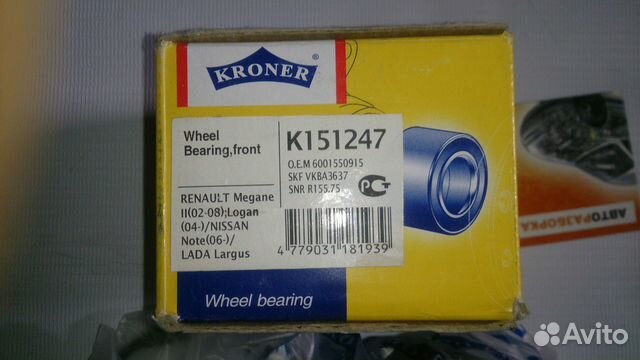 KRONER
®
Wheel
Bearing,front
K151247
O.E.M 6001550915
SKF VKBA3637
SNR R155.75
RENAULT Megane
II(02-08);Logan
(04-)/NISSAN
Note(06-)/
LADA Largus
4 779031 181939
Wheel bearing
АВТОРАЗБОРКА
Avito